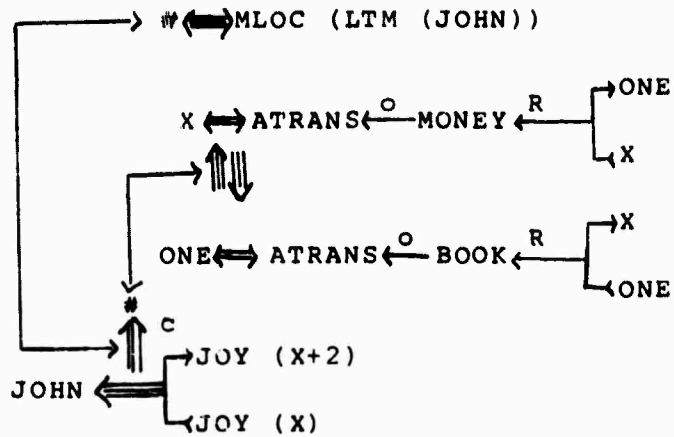 # MLOC (LTM (JOHN))
ONE
X ATRANS O MONEY R
X
X
ONE ATRANS O BOOK R
ONE
#
C
JOY (X+2)
JOHN
JOY (X)